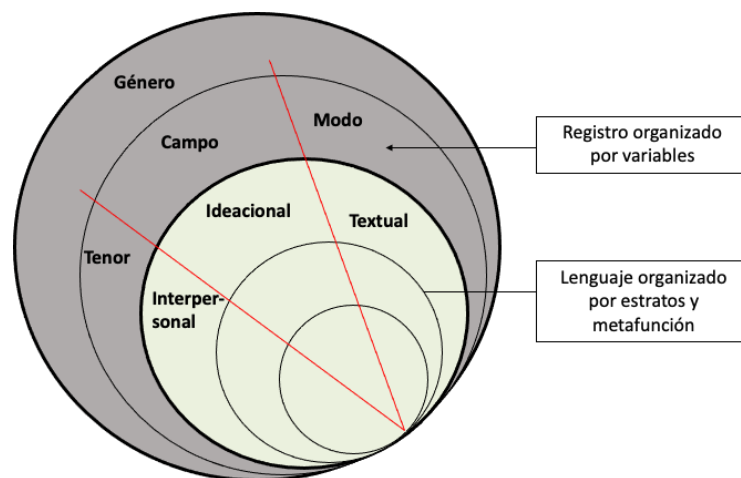 Género
Modo
Campo
Registro organizado
por variables
Ideacional
Textual
Tenor
Interper-
sonal
Lenguaje organizado
por estratos y
metafunción